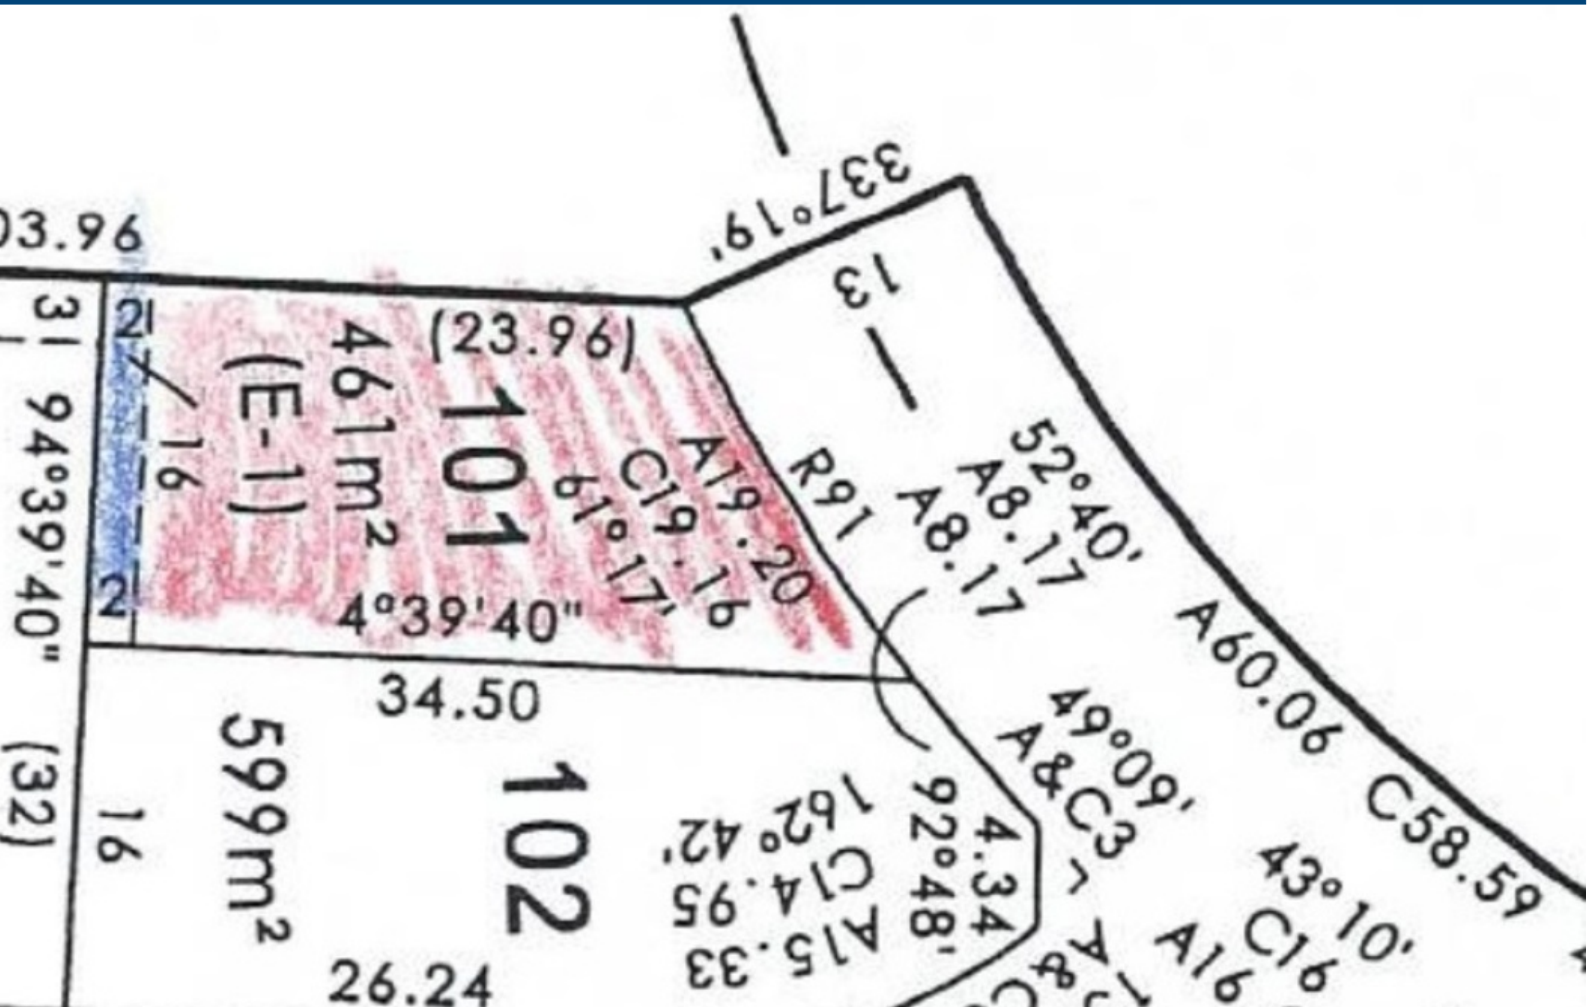 03.96
337°19'
13
(23.96)
101
461m²
(E-1)
2
16
2
31
94°39'40"
(32)
A19.20
C19.16
61°17'
R91
4°39'40"
34.50
52°40'
A8.17
A8.17
A60.06
C58.59
49°09'
A&C3
43°10'
C16
A16
102
599m²
16
26.24
162°42'
C14.95
A15.33
92°48'
4.34